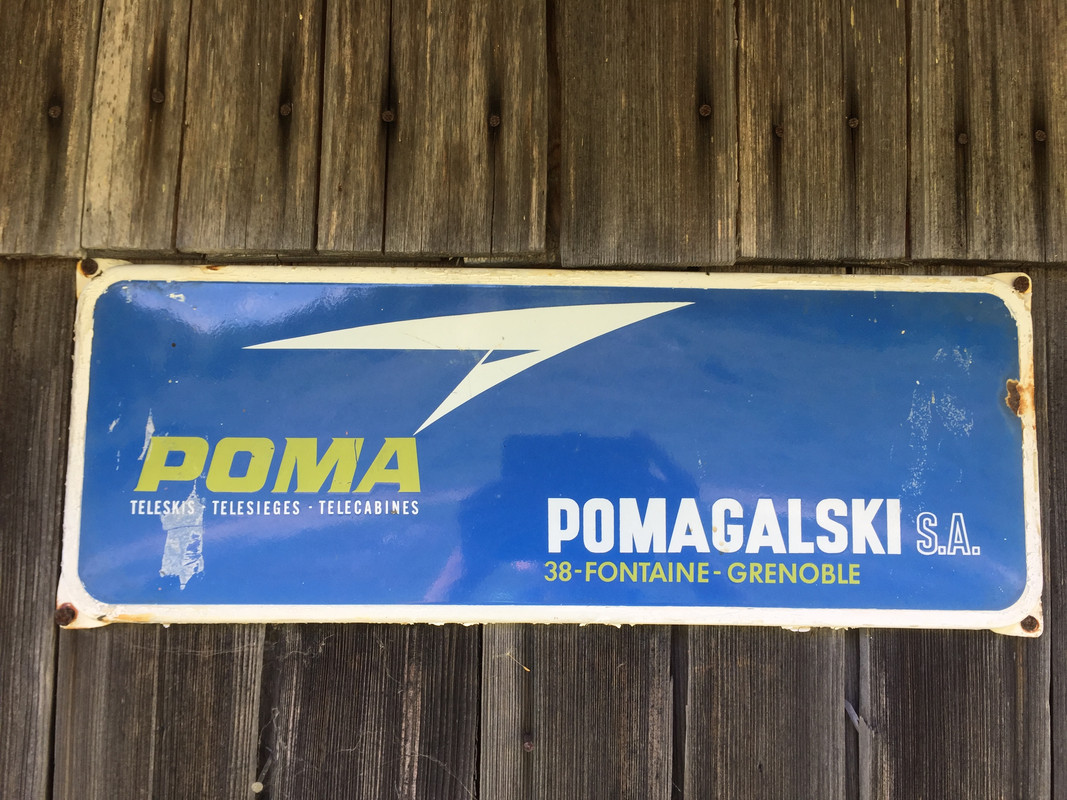 POMA
TELESKIS - TELESIEGES - TELECABINES
POMAGALSKI S.A.
38-FONTAINE-GRENOBLE